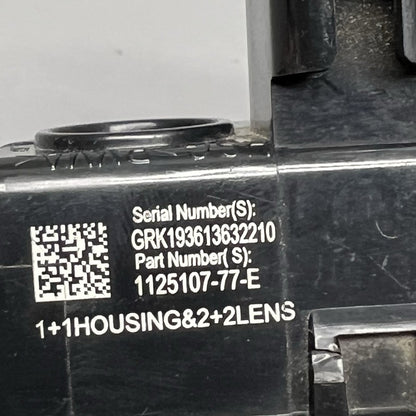 Serial Number(S):
GRK193613632210
Part Number( S):
1125107-77-E
1+1HOUSING&2+2LENS